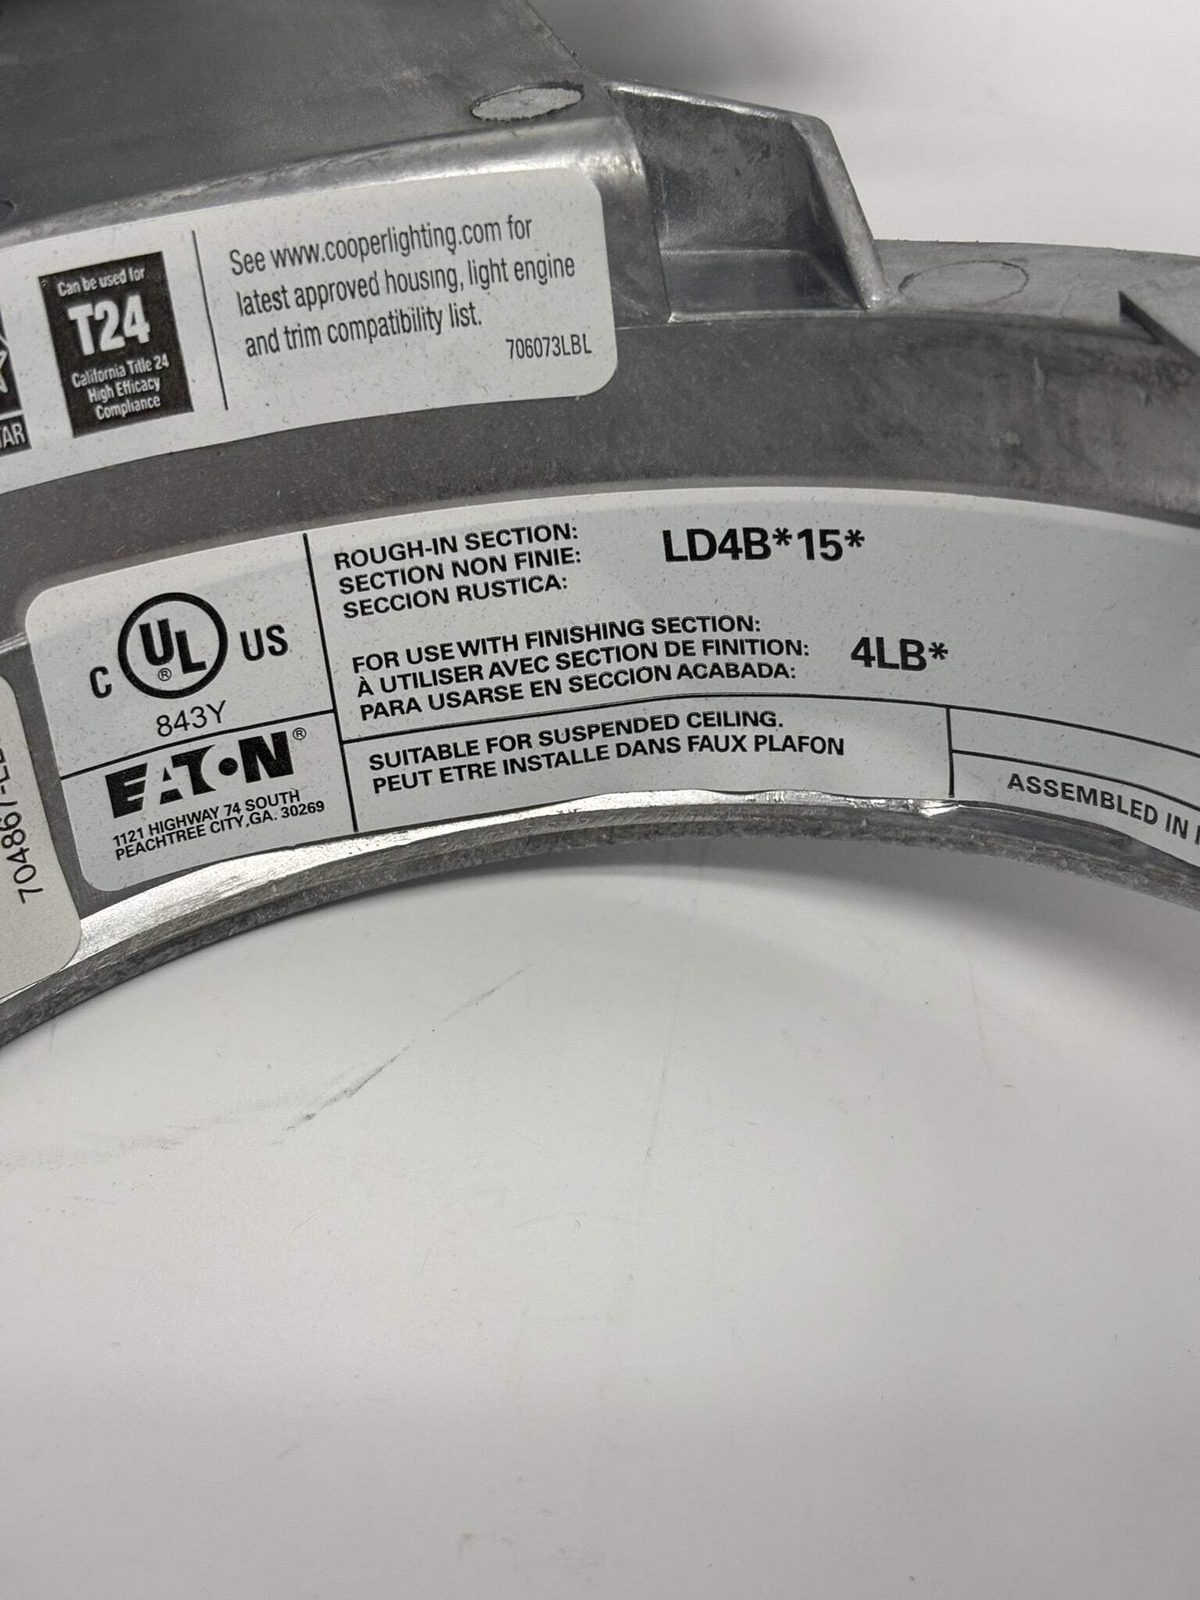 Can be used for
T24
California Title 24
High Efficacy
Compliance
See www.cooperlighting.com for
latest approved housing, light engine
and trim compatibility list.
706073LBL
ROUGH-IN SECTION:
SECTION NON FINIE:
SECCION RUSTICA:
LD4B*15*
FOR USE WITH FINISHING SECTION:
À UTILISER AVEC SECTION DE FINITION:
PARA USARSE EN SECCION ACABADA:
4LB*
C UL ® US
843Y
EATON®
1121 HIGHWAY 74 SOUTH
PEACHTREE CITY,GA. 30269
SUITABLE FOR SUSPENDED CEILING.
PEUT ETRE INSTALLE DANS FAUX PLAFON
ASSEMBLED IN